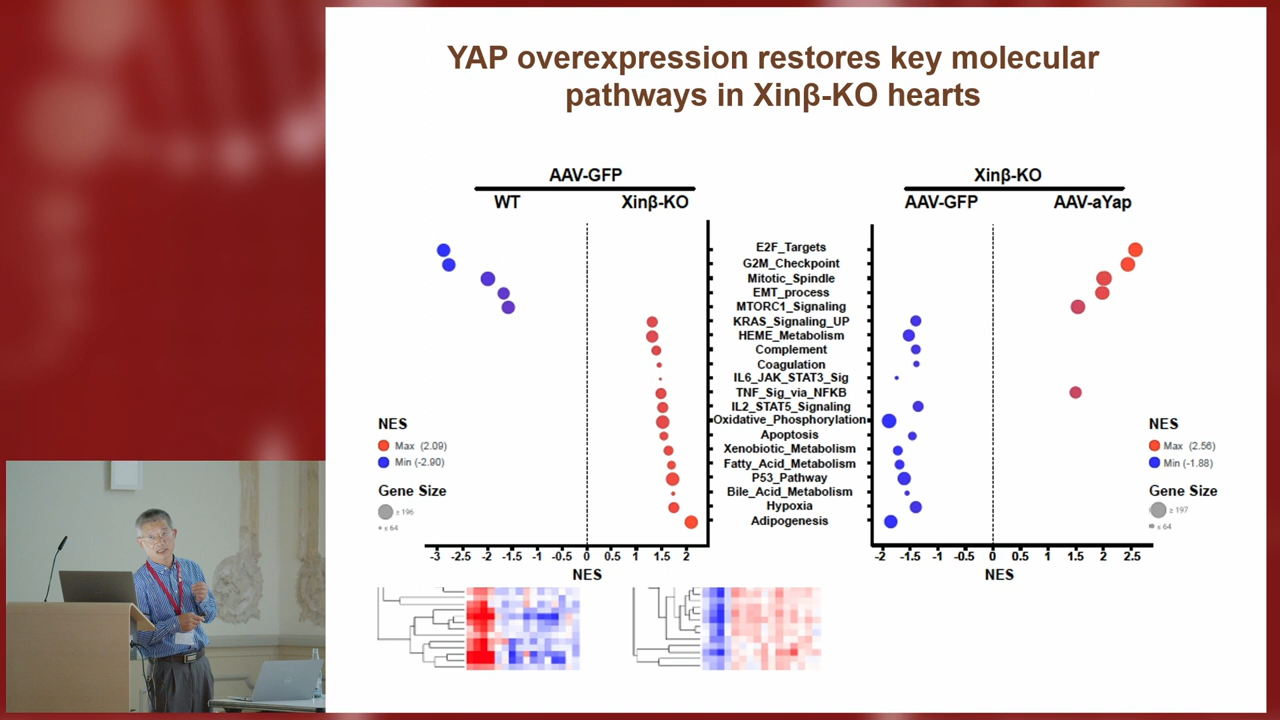 YAP overexpression restores key molecular
pathways in Xinβ-KO hearts
AAV-GFP
WT
Xinβ-KO
Xinβ-KO
AAV-GFP
AAV-aYap
E2F_Targets
G2M_Checkpoint
Mitotic_Spindle
EMT_process
MTORC1_Signaling
KRAS_Signaling_UP
HEME_Metabolism
Complement
Coagulation
IL6_JAK_STAT3_Sig
TNF_Sig_via_NFKB
IL2_STAT5_Signaling
Oxidative_Phosphorylation
Apoptosis
Xenobiotic_Metabolism
Fatty_Acid_Metabolism
P53_Pathway
Bile_Acid_Metabolism
Hypoxia
Adipogenesis
NES
Max (2.09)
Min (-2.90)
Gene Size
≥ 196
≤ 64
NES
Max (2.56)
Min (-1.88)
Gene Size
≥ 197
≤ 64
-3 -2.5 -2 -1.5 -1 -0.5 0 0.5 1 1.5 2
NES
-2 -1.5 -1 -0.5 0 0.5 1 1.5 2 2.5
NES